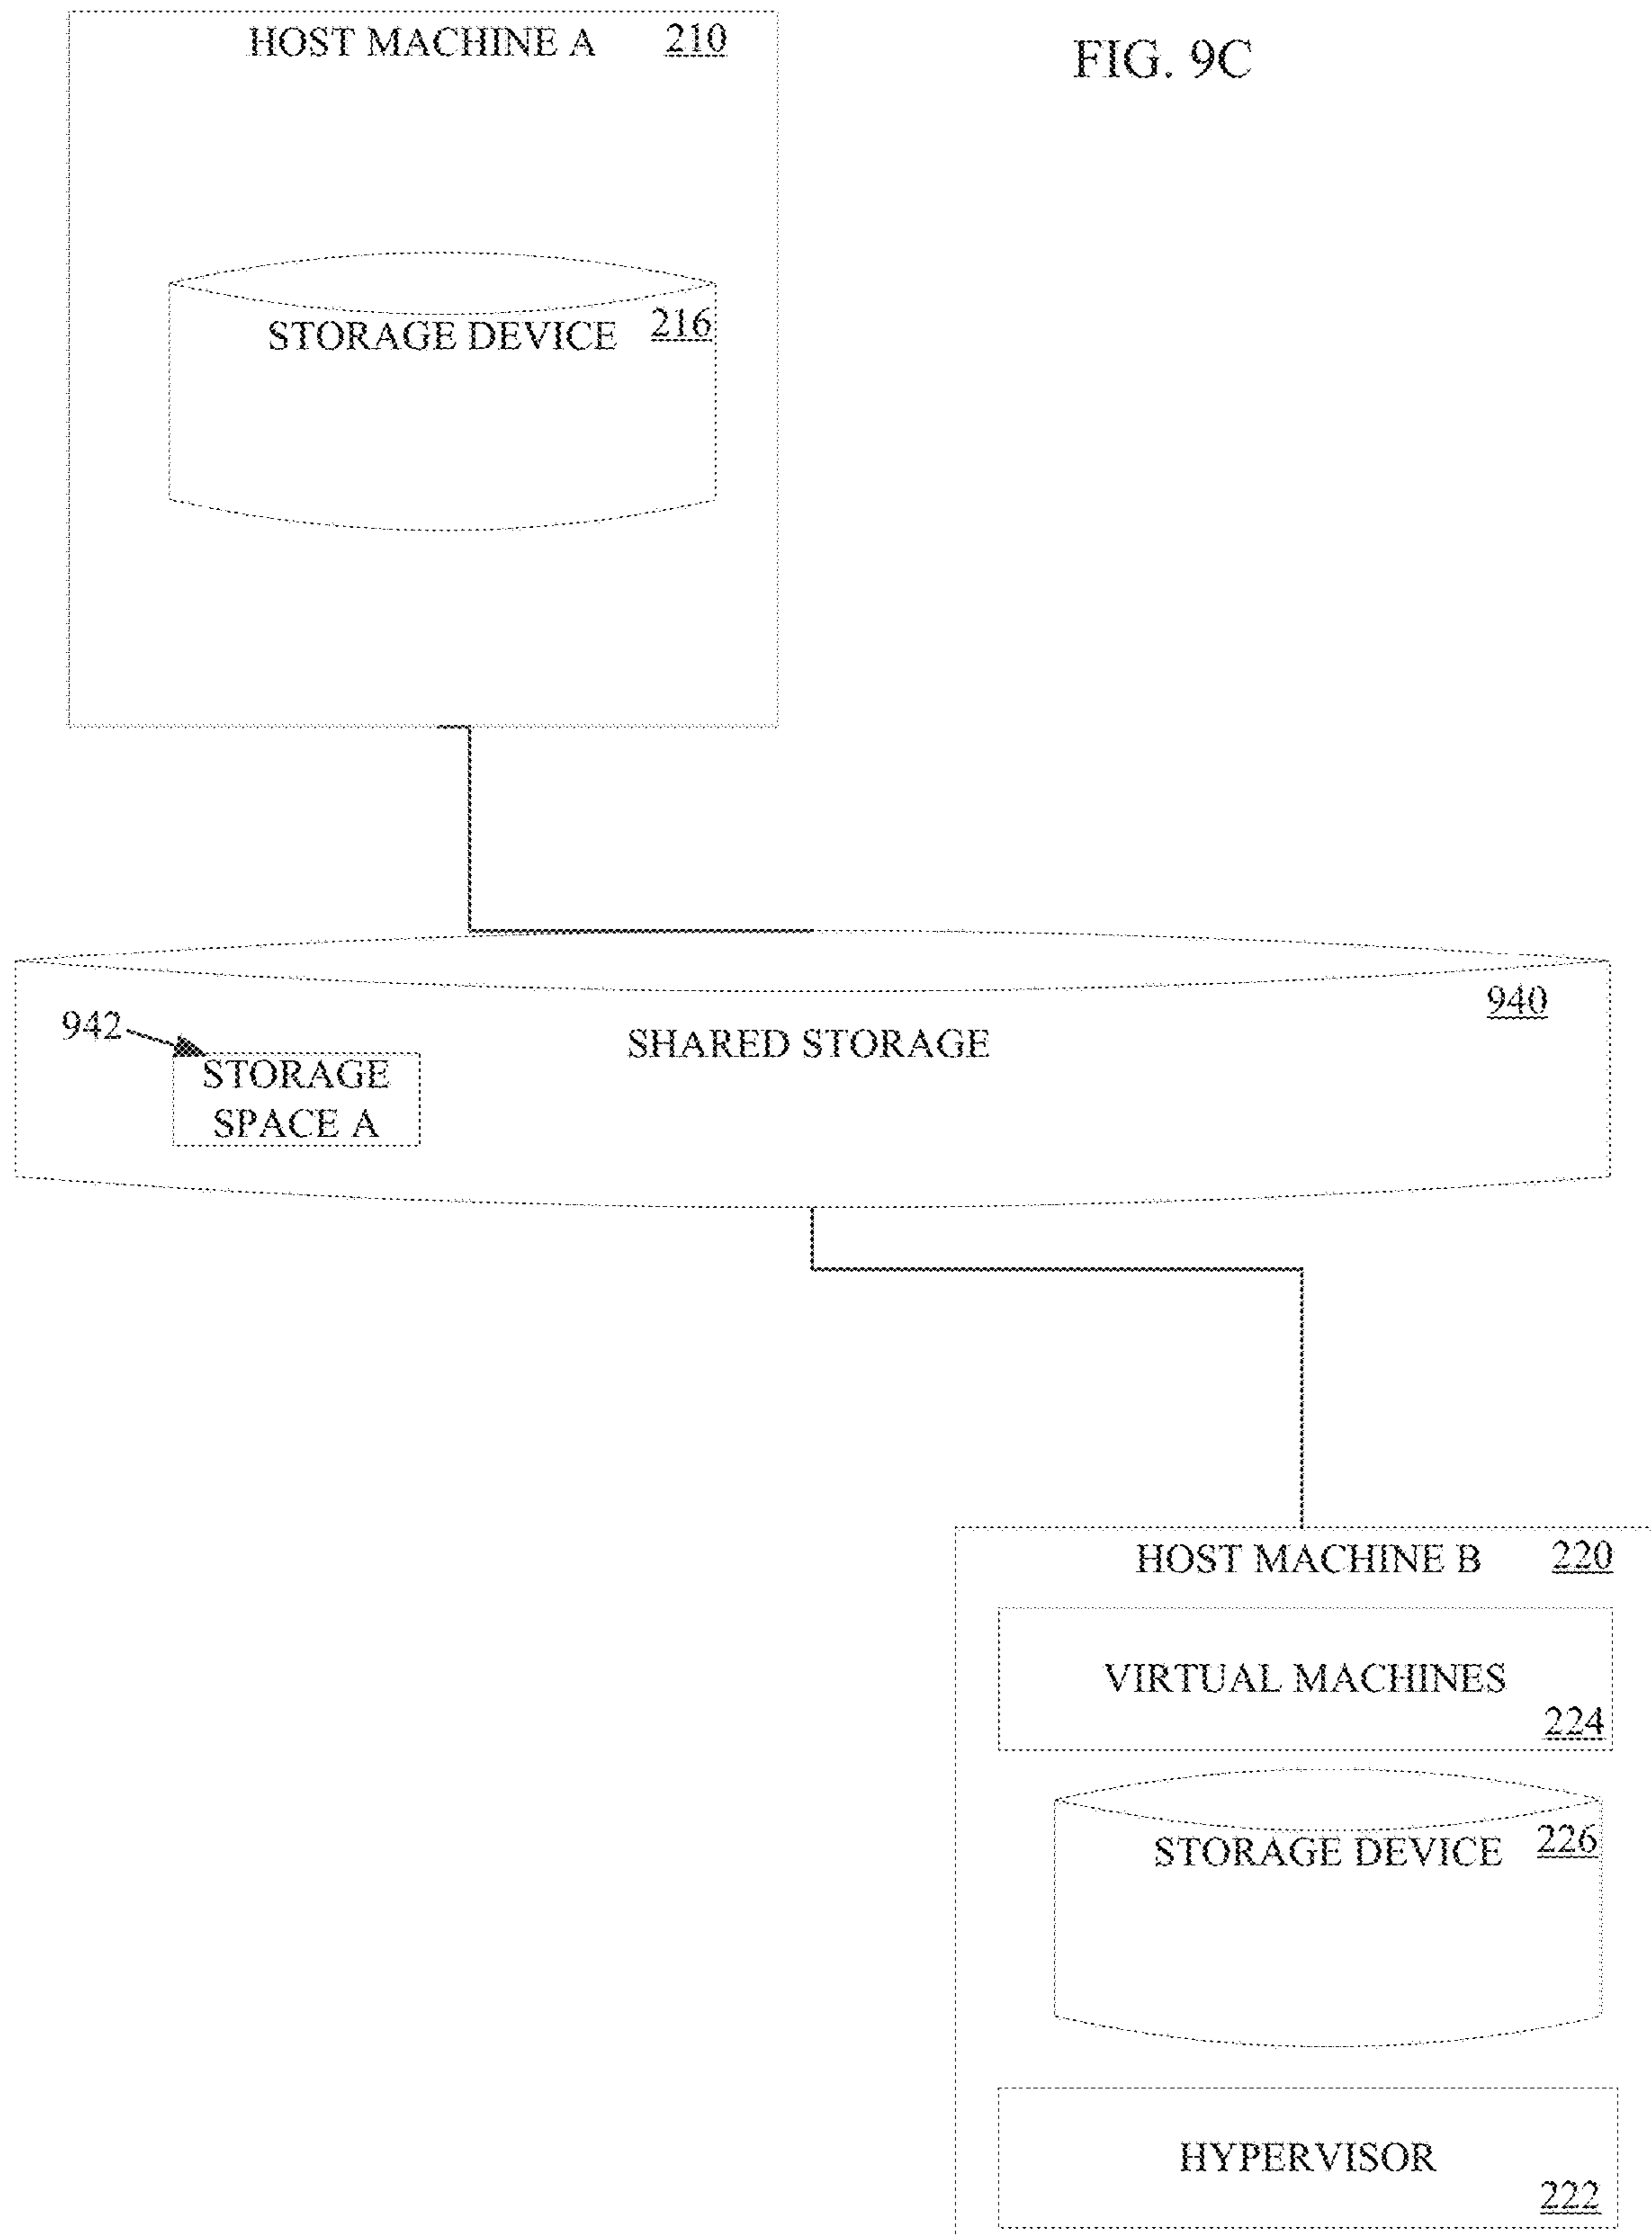 HOST MACHINE A 210
FIG. 9C
STORAGE DEVICE 216
940
942
SHARED STORAGE
STORAGE
SPACE A
HOST MACHINE B 220
VIRTUAL MACHINES
224
STORAGE DEVICE 226
HYPERVISOR
222